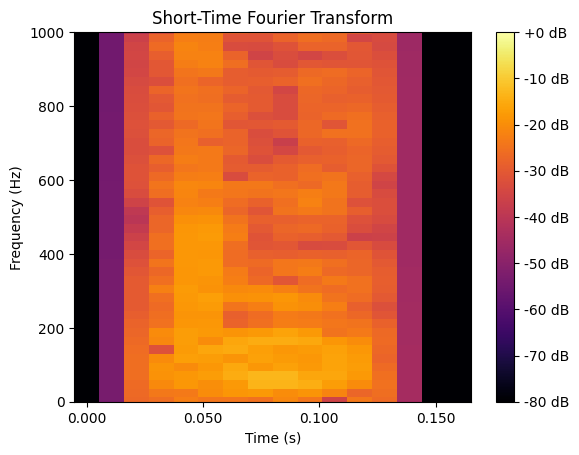 Short-Time Fourier Transform
1000
800
600
400
200
0
Frequency (Hz)
0.000
0.050
0.100
0.150
Time (s)
+0 dB
-10 dB
-20 dB
-30 dB
-40 dB
-50 dB
-60 dB
-70 dB
-80 dB